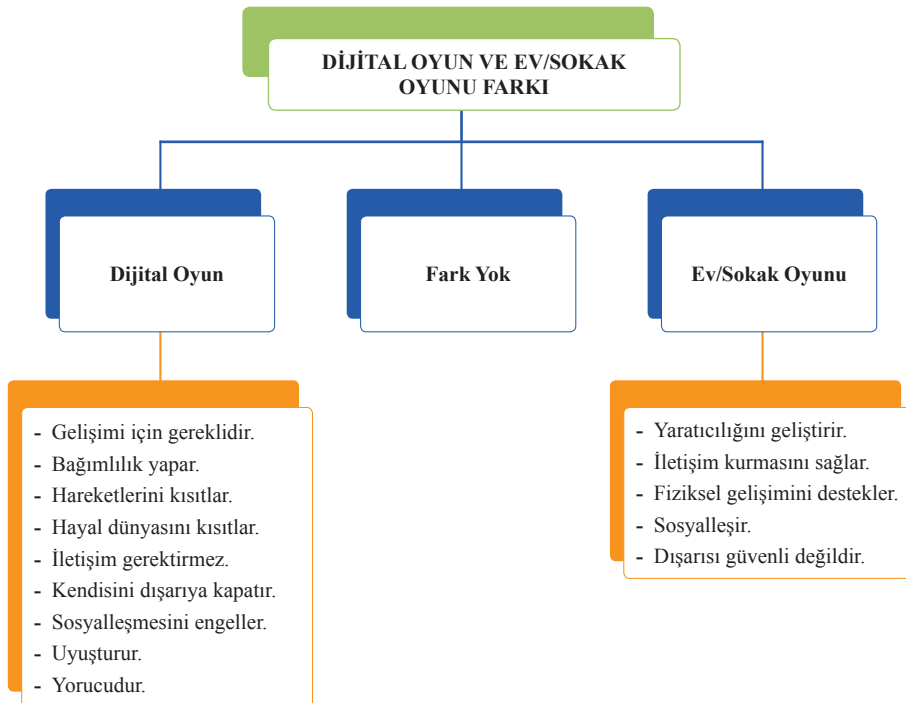 DİJİTAL OYUN VE EV/SOKAK
OYUNU FARKI
Dijital Oyun
Fark Yok
Ev/Sokak Oyunu
- Gelişimi için gereklidir.
- Bağımlılık yapar.
- Hareketlerini kısıtlar.
- Hayal dünyasını kısıtlar.
- İletişim gerektirmez.
- Kendisini dışarıya kapatır.
- Sosyalleşmesini engeller.
- Uyuşturur.
- Yorucudur.
- Yaratıcılığını geliştirir.
- İletişim kurmasını sağlar.
- Fiziksel gelişimini destekler.
- Sosyalleşir.
- Dışarısı güvenli değildir.